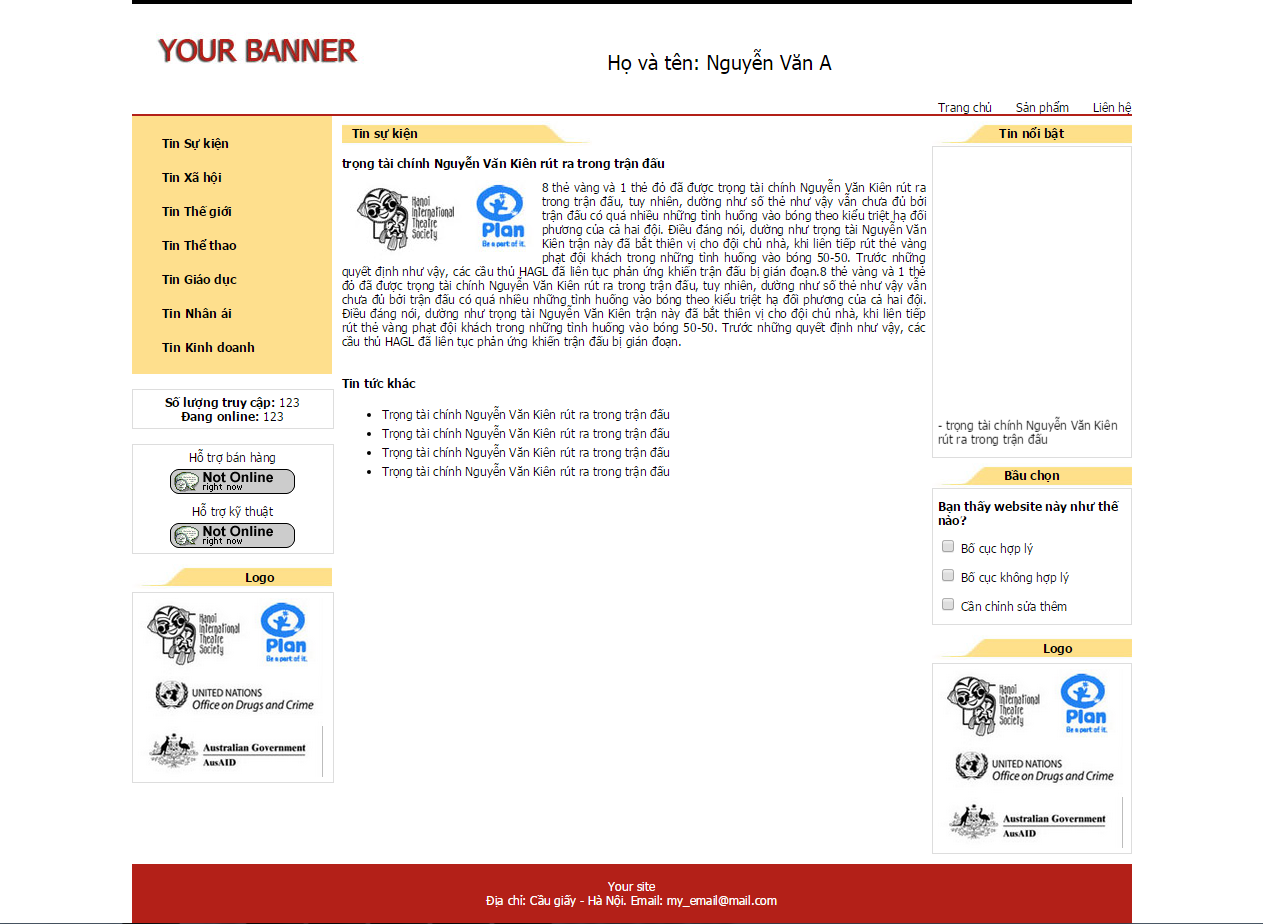 YOUR BANNER
Họ và tên: Nguyễn Văn A
Trang chủ Sản phẩm Liên hệ
Tin Sự kiện
Tin Xã hội
Tin Thế giới
Tin Thể thao
Tin Giáo dục
Tin Nhân ái
Tin Kinh doanh
Số lượng truy cập: 123
Đang online: 123
Hỗ trợ bán hàng
Not Online
right now
Hỗ trợ kỹ thuật
Not Online
right now
Logo
Hanoi
International
Theatre
Society
Plan
Be a part of it.
UNITED NATIONS
Office on Drugs and Crime
Australian Government
AusAID
Tin sự kiện
trọng tài chính Nguyễn Văn Kiên rút ra trong trận đấu
Hanoi
International
Theatre
Society
Plan
Be a part of it.
8 thẻ vàng và 1 thẻ đỏ đã được trọng tài chính Nguyễn Văn Kiên rút ra
trong trận đấu, tuy nhiên, dường như số thẻ như vậy vẫn chưa đủ bởi
trận đấu có quá nhiều những tình huống vào bóng theo kiểu triệt hạ đối
phương của cả hai đội. Điều đáng nói, dường như trọng tài Nguyễn Văn
Kiên trận này đã bắt thiên vị cho đội chủ nhà, khi liên tiếp rút thẻ vàng
phạt đội khách trong những tình huống vào bóng 50-50. Trước những
quyết định như vậy, các cầu thủ HAGL đã liên tục phản ứng khiến trận đấu bị gián đoạn.8 thẻ vàng và 1 thẻ
đỏ đã được trọng tài chính Nguyễn Văn Kiên rút ra trong trận đấu, tuy nhiên, dường như số thẻ như vậy vẫn
chưa đủ bởi trận đấu có quá nhiều những tình huống vào bóng theo kiểu triệt hạ đối phương của cả hai đội.
Điều đáng nói, dường như trọng tài Nguyễn Văn Kiên trận này đã bắt thiên vị cho đội chủ nhà, khi liên tiếp
rút thẻ vàng phạt đội khách trong những tình huống vào bóng 50-50. Trước những quyết định như vậy, các
cầu thủ HAGL đã liên tục phản ứng khiến trận đấu bị gián đoạn.
Tin tức khác
• Trọng tài chính Nguyễn Văn Kiên rút ra trong trận đấu
• Trọng tài chính Nguyễn Văn Kiên rút ra trong trận đấu
• Trọng tài chính Nguyễn Văn Kiên rút ra trong trận đấu
• Trọng tài chính Nguyễn Văn Kiên rút ra trong trận đấu
Tin nổi bật
- trọng tài chính Nguyễn Văn Kiên
rút ra trong trận đấu
Bầu chọn
Bạn thấy website này như thế
nào?
Bố cục hợp lý
Bố cục không hợp lý
Cần chỉnh sửa thêm
Logo
Hanoi
International
Theatre
Society
Plan
Be a part of it.
UNITED NATIONS
Office on Drugs and Crime
Australian Government
AusAID
Your site
Địa chỉ: Cầu giấy - Hà Nội. Email: my_email@mail.com